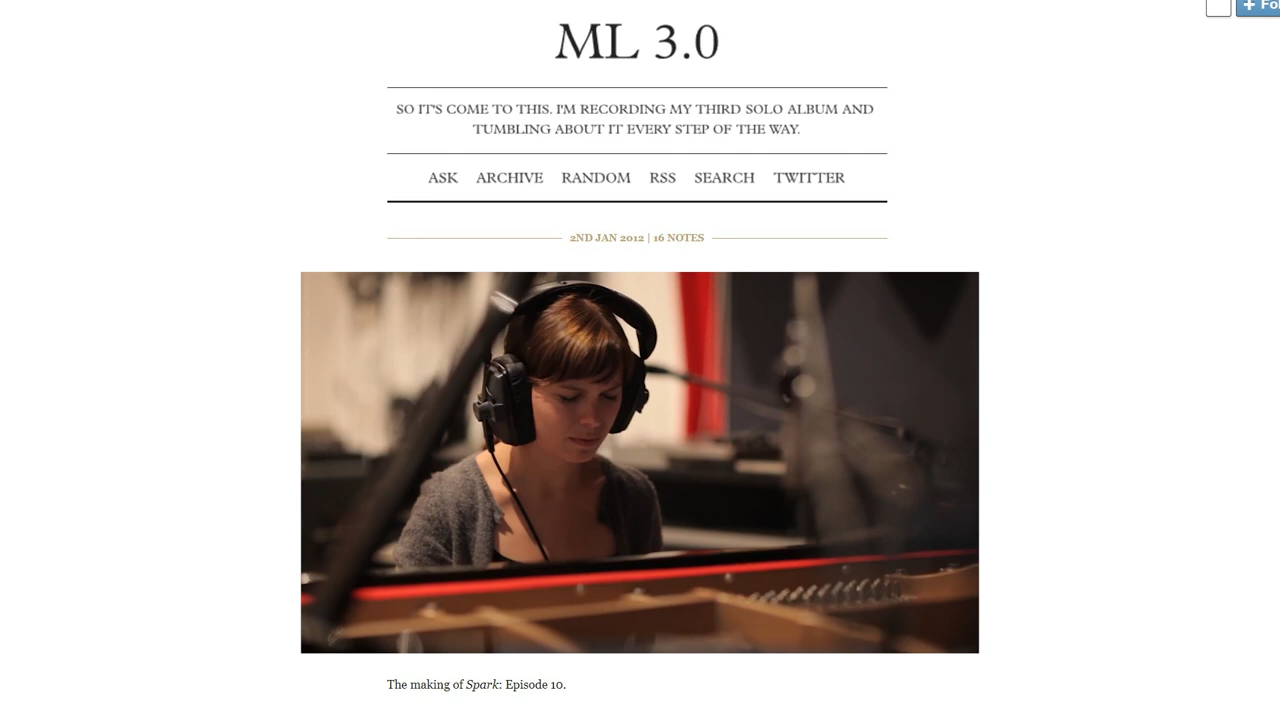 + Fol
ML 3.0
SO IT'S COME TO THIS. I'M RECORDING MY THIRD SOLO ALBUM AND
TUMBLING ABOUT IT EVERY STEP OF THE WAY.
ASK ARCHIVE RANDOM RSS SEARCH TWITTER
2ND JAN 2012 | 16 NOTES
The making of Spark: Episode 10.